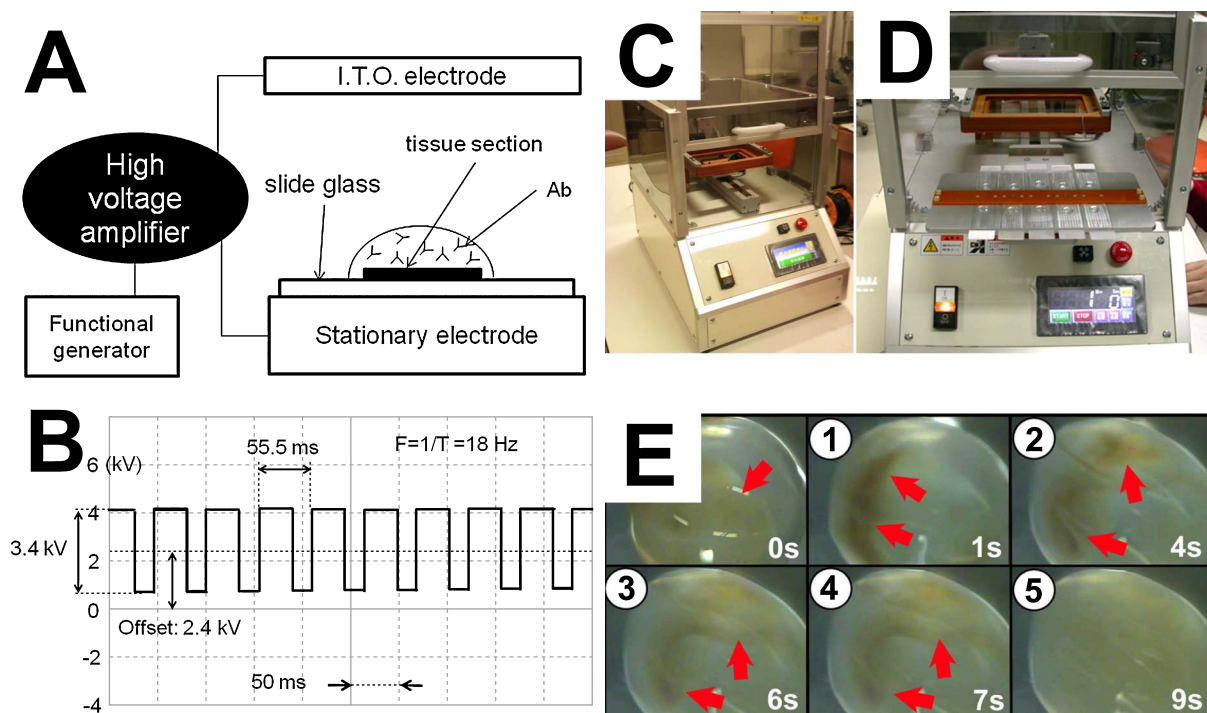 A
I.T.O. electrode
High
voltage
amplifier
tissue section
slide glass
Ab
Functional
generator
Stationary electrode
B
6 (kV)
55.5 ms
F=1/T =18 Hz
4
3.4 kV
2
0
Offset: 2.4 kV
-2
50 ms
-4
C
D
START
STOP
E
0s
1
1s
2
4s
3
6s
4
7s
5
9s